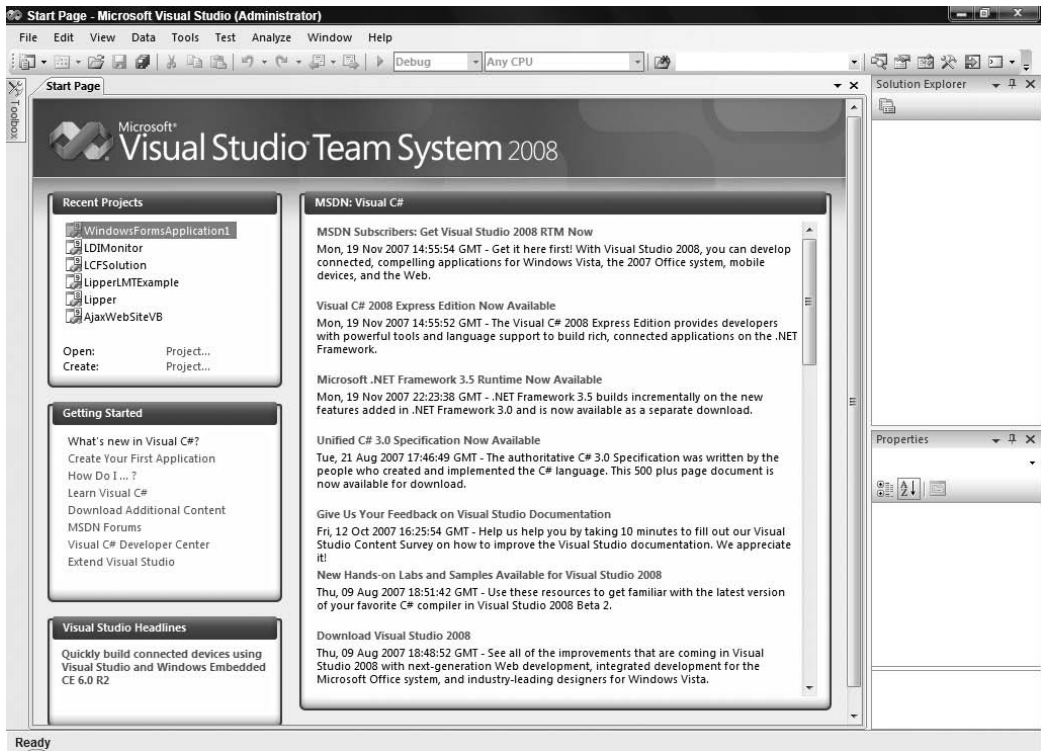 Start Page - Microsoft Visual Studio (Administrator)
File Edit View Data Tools Test Analyze Window Help
Debug Any CPU
Toolbox
Start Page
Microsoft®
Visual Studio Team System 2008
Recent Projects
WindowsFormsApplication1
LDIMonitor
LCFSolution
LipperLMTExample
Lipper
AjaxWebSiteVB
Open: Project...
Create: Project...
Getting Started
What's new in Visual C#?
Create Your First Application
How Do I ... ?
Learn Visual C#
Download Additional Content
MSDN Forums
Visual C# Developer Center
Extend Visual Studio
Visual Studio Headlines
Quickly build connected devices using
Visual Studio and Windows Embedded
CE 6.0 R2
MSDN: Visual C#
MSDN Subscribers: Get Visual Studio 2008 RTM Now
Mon, 19 Nov 2007 14:55:54 GMT - Get it here first! With Visual Studio 2008, you can develop
connected, compelling applications for Windows Vista, the 2007 Office system, mobile
devices, and the Web.
Visual C# 2008 Express Edition Now Available
Mon, 19 Nov 2007 14:55:52 GMT - The Visual C# 2008 Express Edition provides developers
with powerful tools and language support to build rich, connected applications on the .NET
Framework.
Microsoft .NET Framework 3.5 Runtime Now Available
Mon, 19 Nov 2007 22:23:38 GMT - .NET Framework 3.5 builds incrementally on the new
features added in .NET Framework 3.0 and is now available as a separate download.
Unified C# 3.0 Specification Now Available
Tue, 21 Aug 2007 17:46:49 GMT - The authoritative C# 3.0 Specification was written by the
people who created and implemented the C# language. This 500 plus page document is
now available for download.
Give Us Your Feedback on Visual Studio Documentation
Fri, 12 Oct 2007 16:25:54 GMT - Help us help you by taking 10 minutes to fill out our Visual
Studio Content Survey on how to improve the Visual Studio documentation. We appreciate
it!
New Hands-on Labs and Samples Available for Visual Studio 2008
Thu, 09 Aug 2007 18:51:42 GMT - Use these resources to get familiar with the latest version
of your favorite C# compiler in Visual Studio 2008 Beta 2.
Download Visual Studio 2008
Thu, 09 Aug 2007 18:48:52 GMT - See all of the improvements that are coming in Visual
Studio 2008 with next-generation Web development, integrated development for the
Microsoft Office system, and industry-leading designers for Windows Vista.
Solution Explorer
Properties
Ready